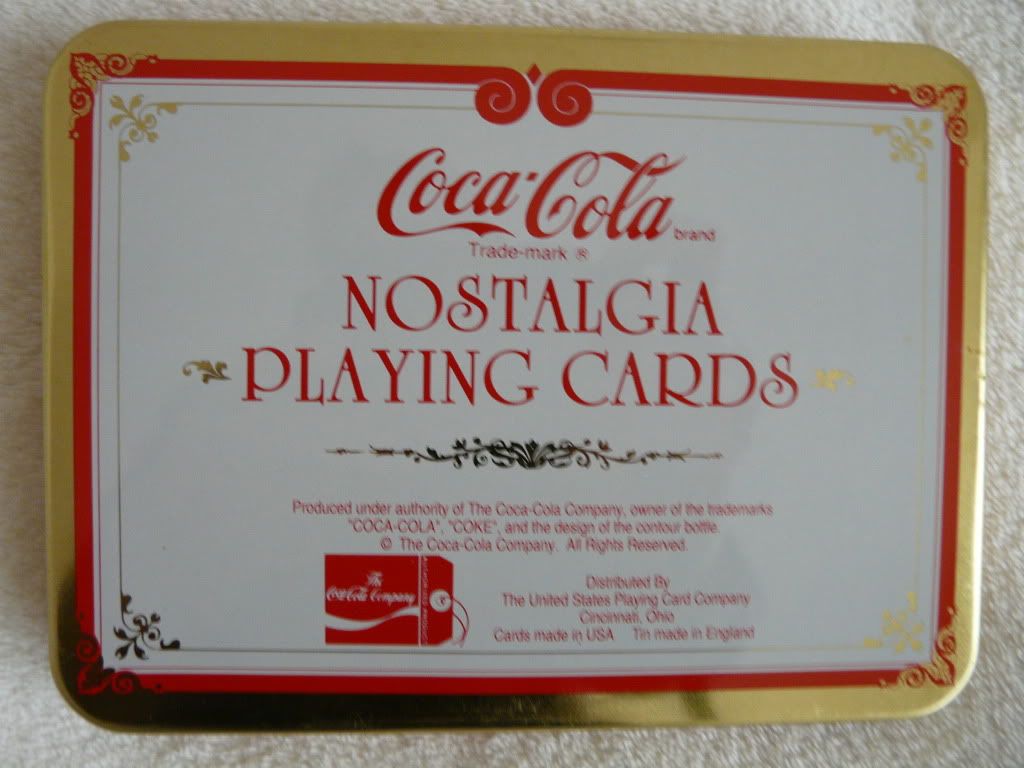 Coca-Cola brand
Trade-mark ®
NOSTALGIA
PLAYING CARDS
Produced under authority of The Coca-Cola Company, owner of the trademarks
"COCA-COLA", "COKE", and the design of the contour bottle.
© The Coca-Cola Company. All Rights Reserved.
The
Coca-Cola Company
Distributed By
The United States Playing Card Company
Cincinnati, Ohio
Cards made in USA Tin made in England